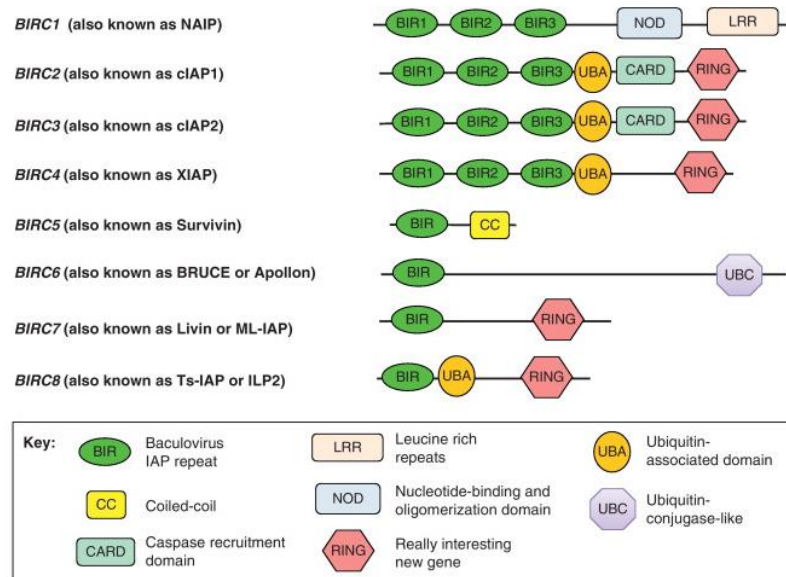 BIRC1 (also known as NAIP) BIR1 BIR2 BIR3 NOD LRR
BIRC2 (also known as cIAP1) BIR1 BIR2 BIR3 UBA CARD RING
BIRC3 (also known as cIAP2) BIR1 BIR2 BIR3 UBA CARD RING
BIRC4 (also known as XIAP) BIR1 BIR2 BIR3 UBA RING
BIRC5 (also known as Survivin) BIR CC
BIRC6 (also known as BRUCE or Apollon) BIR UBC
BIRC7 (also known as Livin or ML-IAP) BIR RING
BIRC8 (also known as Ts-IAP or ILP2) BIR UBA RING
Key:
BIR Baculovirus
IAP repeat
CC Coiled-coil
CARD Caspase recruitment
domain
LRR Leucine rich
repeats
NOD Nucleotide-binding and
oligomerization domain
RING Really interesting
new gene
UBA Ubiquitin-
associated domain
UBC Ubiquitin-
conjugase-like